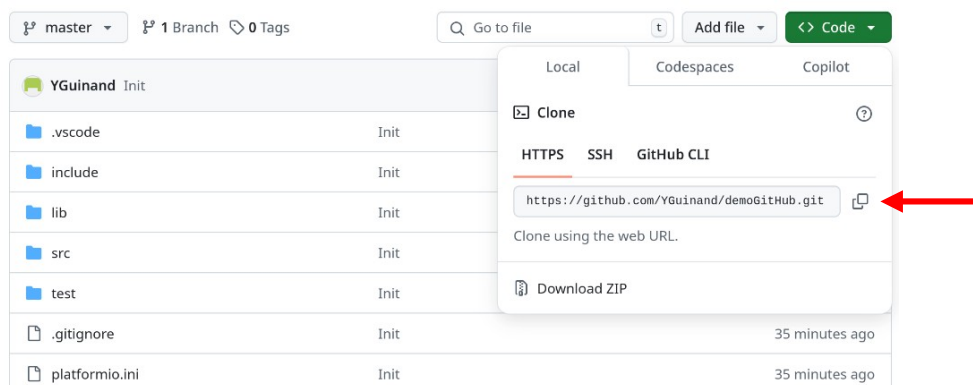 master 1 Branch 0 Tags Go to file t Add file <> Code
Local Codespaces Copilot
YGuinand Init
Clone
.vscode Init
HTTPS SSH GitHub CLI
include Init
https://github.com/YGuinand/demoGitHub.git
lib Init
Clone using the web URL.
src Init
Download ZIP
test Init
.gitignore Init 35 minutes ago
platformio.ini Init 35 minutes ago